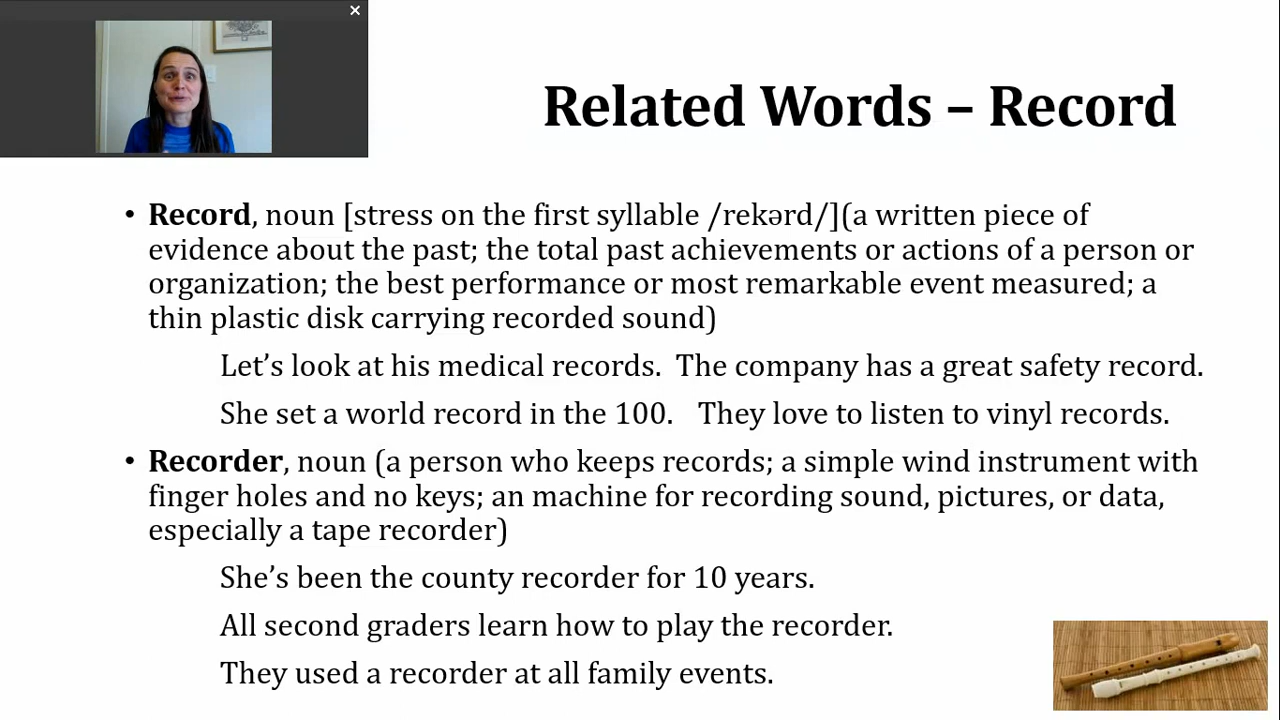 Related Words – Record
• Record, noun [stress on the first syllable /rekərd/](a written piece of
evidence about the past; the total past achievements or actions of a person or
organization; the best performance or most remarkable event measured; a
thin plastic disk carrying recorded sound)
Let’s look at his medical records.  The company has a great safety record.
She set a world record in the 100.   They love to listen to vinyl records.
• Recorder, noun (a person who keeps records; a simple wind instrument with
finger holes and no keys; an machine for recording sound, pictures, or data,
especially a tape recorder)
She’s been the county recorder for 10 years.
All second graders learn how to play the recorder.
They used a recorder at all family events.